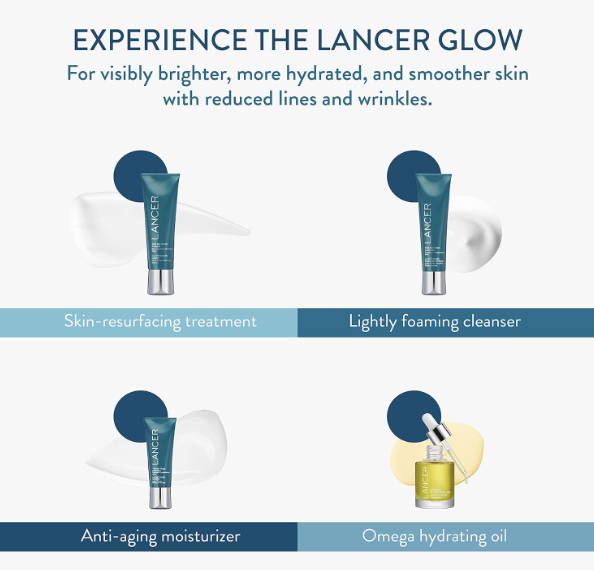 EXPERIENCE THE LANCER GLOW
For visibly brighter, more hydrated, and smoother skin
with reduced lines and wrinkles.
LANCER
LANCER
Skin-resurfacing treatment
Lightly foaming cleanser
LANCER
LANCER
Anti-aging moisturizer
Omega hydrating oil